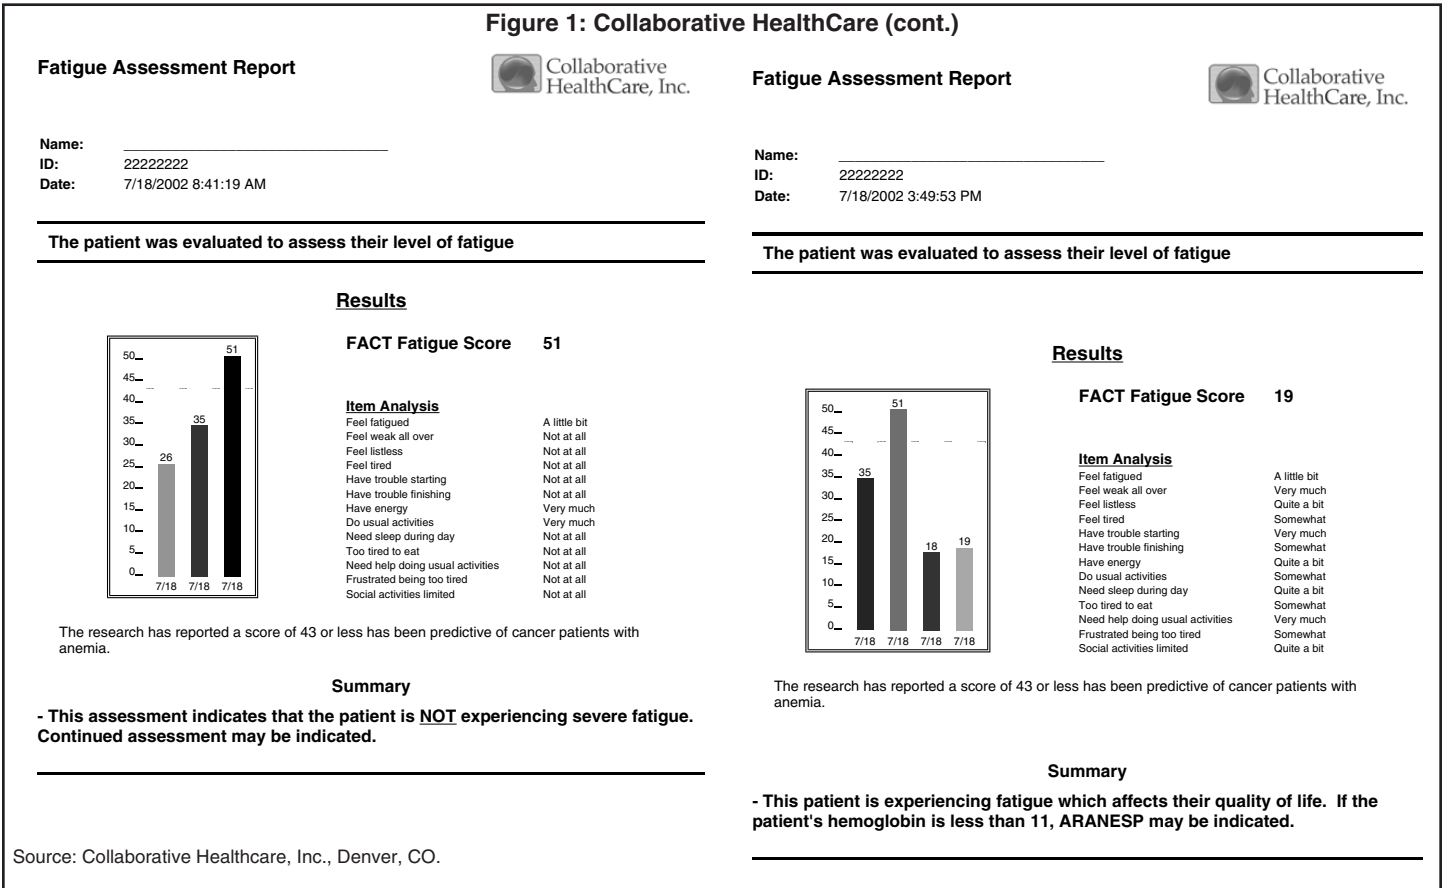 Figure 1: Collaborative HealthCare (cont.)
Fatigue Assessment Report
Collaborative
HealthCare, Inc.
Name: ________________________________
ID: 22222222
Date: 7/18/2002 8:41:19 AM
The patient was evaluated to assess their level of fatigue
Results
FACT Fatigue Score 51
50
45
40
35
30
25
20
15
10
5
0
26
35
51
7/18 7/18 7/18
Item Analysis
Feel fatigued A little bit
Feel weak all over Not at all
Feel listless Not at all
Feel tired Not at all
Have trouble starting Not at all
Have trouble finishing Not at all
Have energy Very much
Do usual activities Very much
Need sleep during day Not at all
Too tired to eat Not at all
Need help doing usual activities Not at all
Frustrated being too tired Not at all
Social activities limited Not at all
The research has reported a score of 43 or less has been predictive of cancer patients with
anemia.
Summary
- This assessment indicates that the patient is NOT experiencing severe fatigue.
Continued assessment may be indicated.
Fatigue Assessment Report
Collaborative
HealthCare, Inc.
Name: ________________________________
ID: 22222222
Date: 7/18/2002 3:49:53 PM
The patient was evaluated to assess their level of fatigue
Results
FACT Fatigue Score 19
50
45
40
35
30
25
20
15
10
5
0
35
51
18
19
7/18 7/18 7/18 7/18
Item Analysis
Feel fatigued A little bit
Feel weak all over Very much
Feel listless Quite a bit
Feel tired Somewhat
Have trouble starting Very much
Have trouble finishing Somewhat
Have energy Quite a bit
Do usual activities Somewhat
Need sleep during day Quite a bit
Too tired to eat Somewhat
Need help doing usual activities Very much
Frustrated being too tired Somewhat
Social activities limited Quite a bit
The research has reported a score of 43 or less has been predictive of cancer patients with
anemia.
Summary
- This patient is experiencing fatigue which affects their quality of life. If the
patient's hemoglobin is less than 11, ARANESP may be indicated.
Source: Collaborative Healthcare, Inc., Denver, CO.